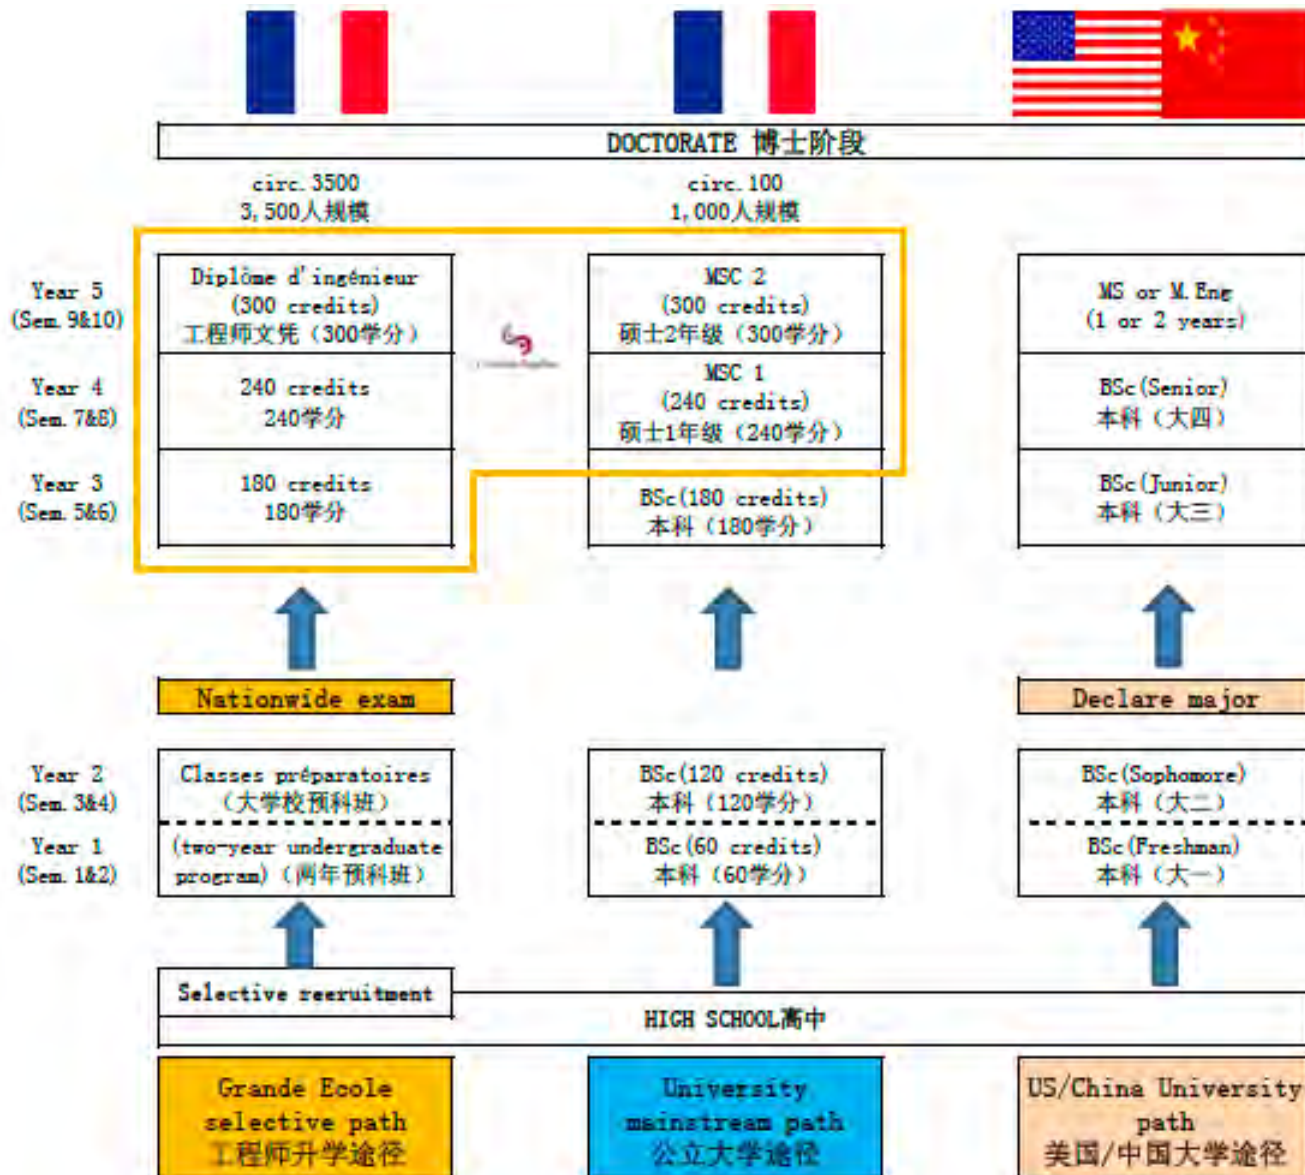 DOCTORATE 博士阶段
circ. 3500
3,500人规模
circ. 100
1,000人规模
Year 5
(Sem. 9&10)
Diplôme d'ingénieur
(300 credits)
工程师文凭（300学分）
MSC 2
(300 credits)
硕士2年级（300学分）
MS or M.Eng
(1 or 2 years)
Year 4
(Sem. 7&8)
240 credits
240学分
MSC 1
(240 credits)
硕士1年级（240学分）
BSc(Senior)
本科（大四）
Year 3
(Sem. 5&6)
180 credits
180学分
BSc(180 credits)
本科（180学分）
BSc(Junior)
本科（大三）
Nationwide exam
Declare major
Year 2
(Sem. 3&4)
Classes préparatoires
（大学校预科班）
BSc(120 credits)
本科（120学分）
BSc(Sophomore)
本科（大二）
Year 1
(Sem. 1&2)
(two-year undergraduate
program)（两年预科班）
BSc(60 credits)
本科（60学分）
BSc(Freshman)
本科（大一）
Selective reeruitment
HIGH SCHOOL高中
Grande Ecole
selective path
工程师升学途径
University
mainstream path
公立大学途径
US/China University
path
美国/中国大学途径